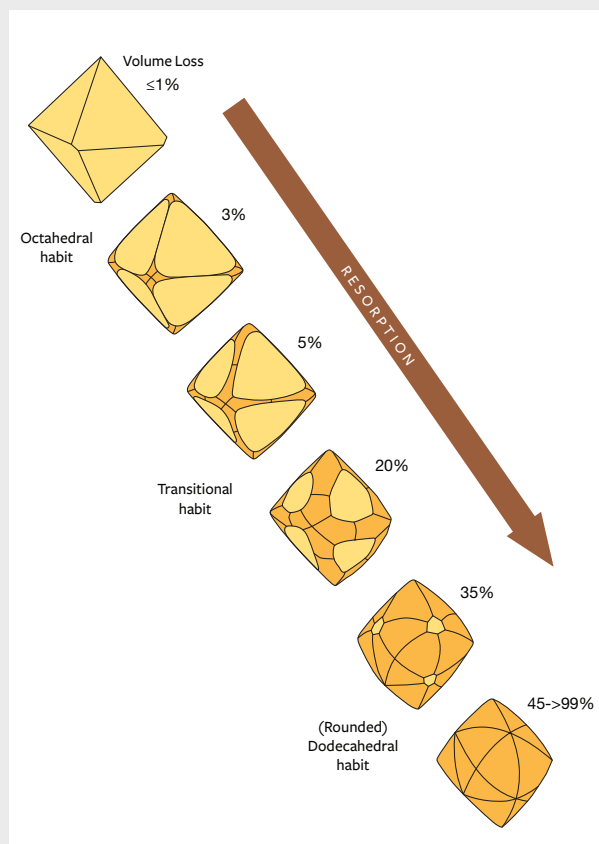 Volume Loss
≤1%
3%
Octahedral
habit
RESORPTION
5%
20%
Transitional
habit
35%
45->99%
(Rounded)
Dodecahedral
habit